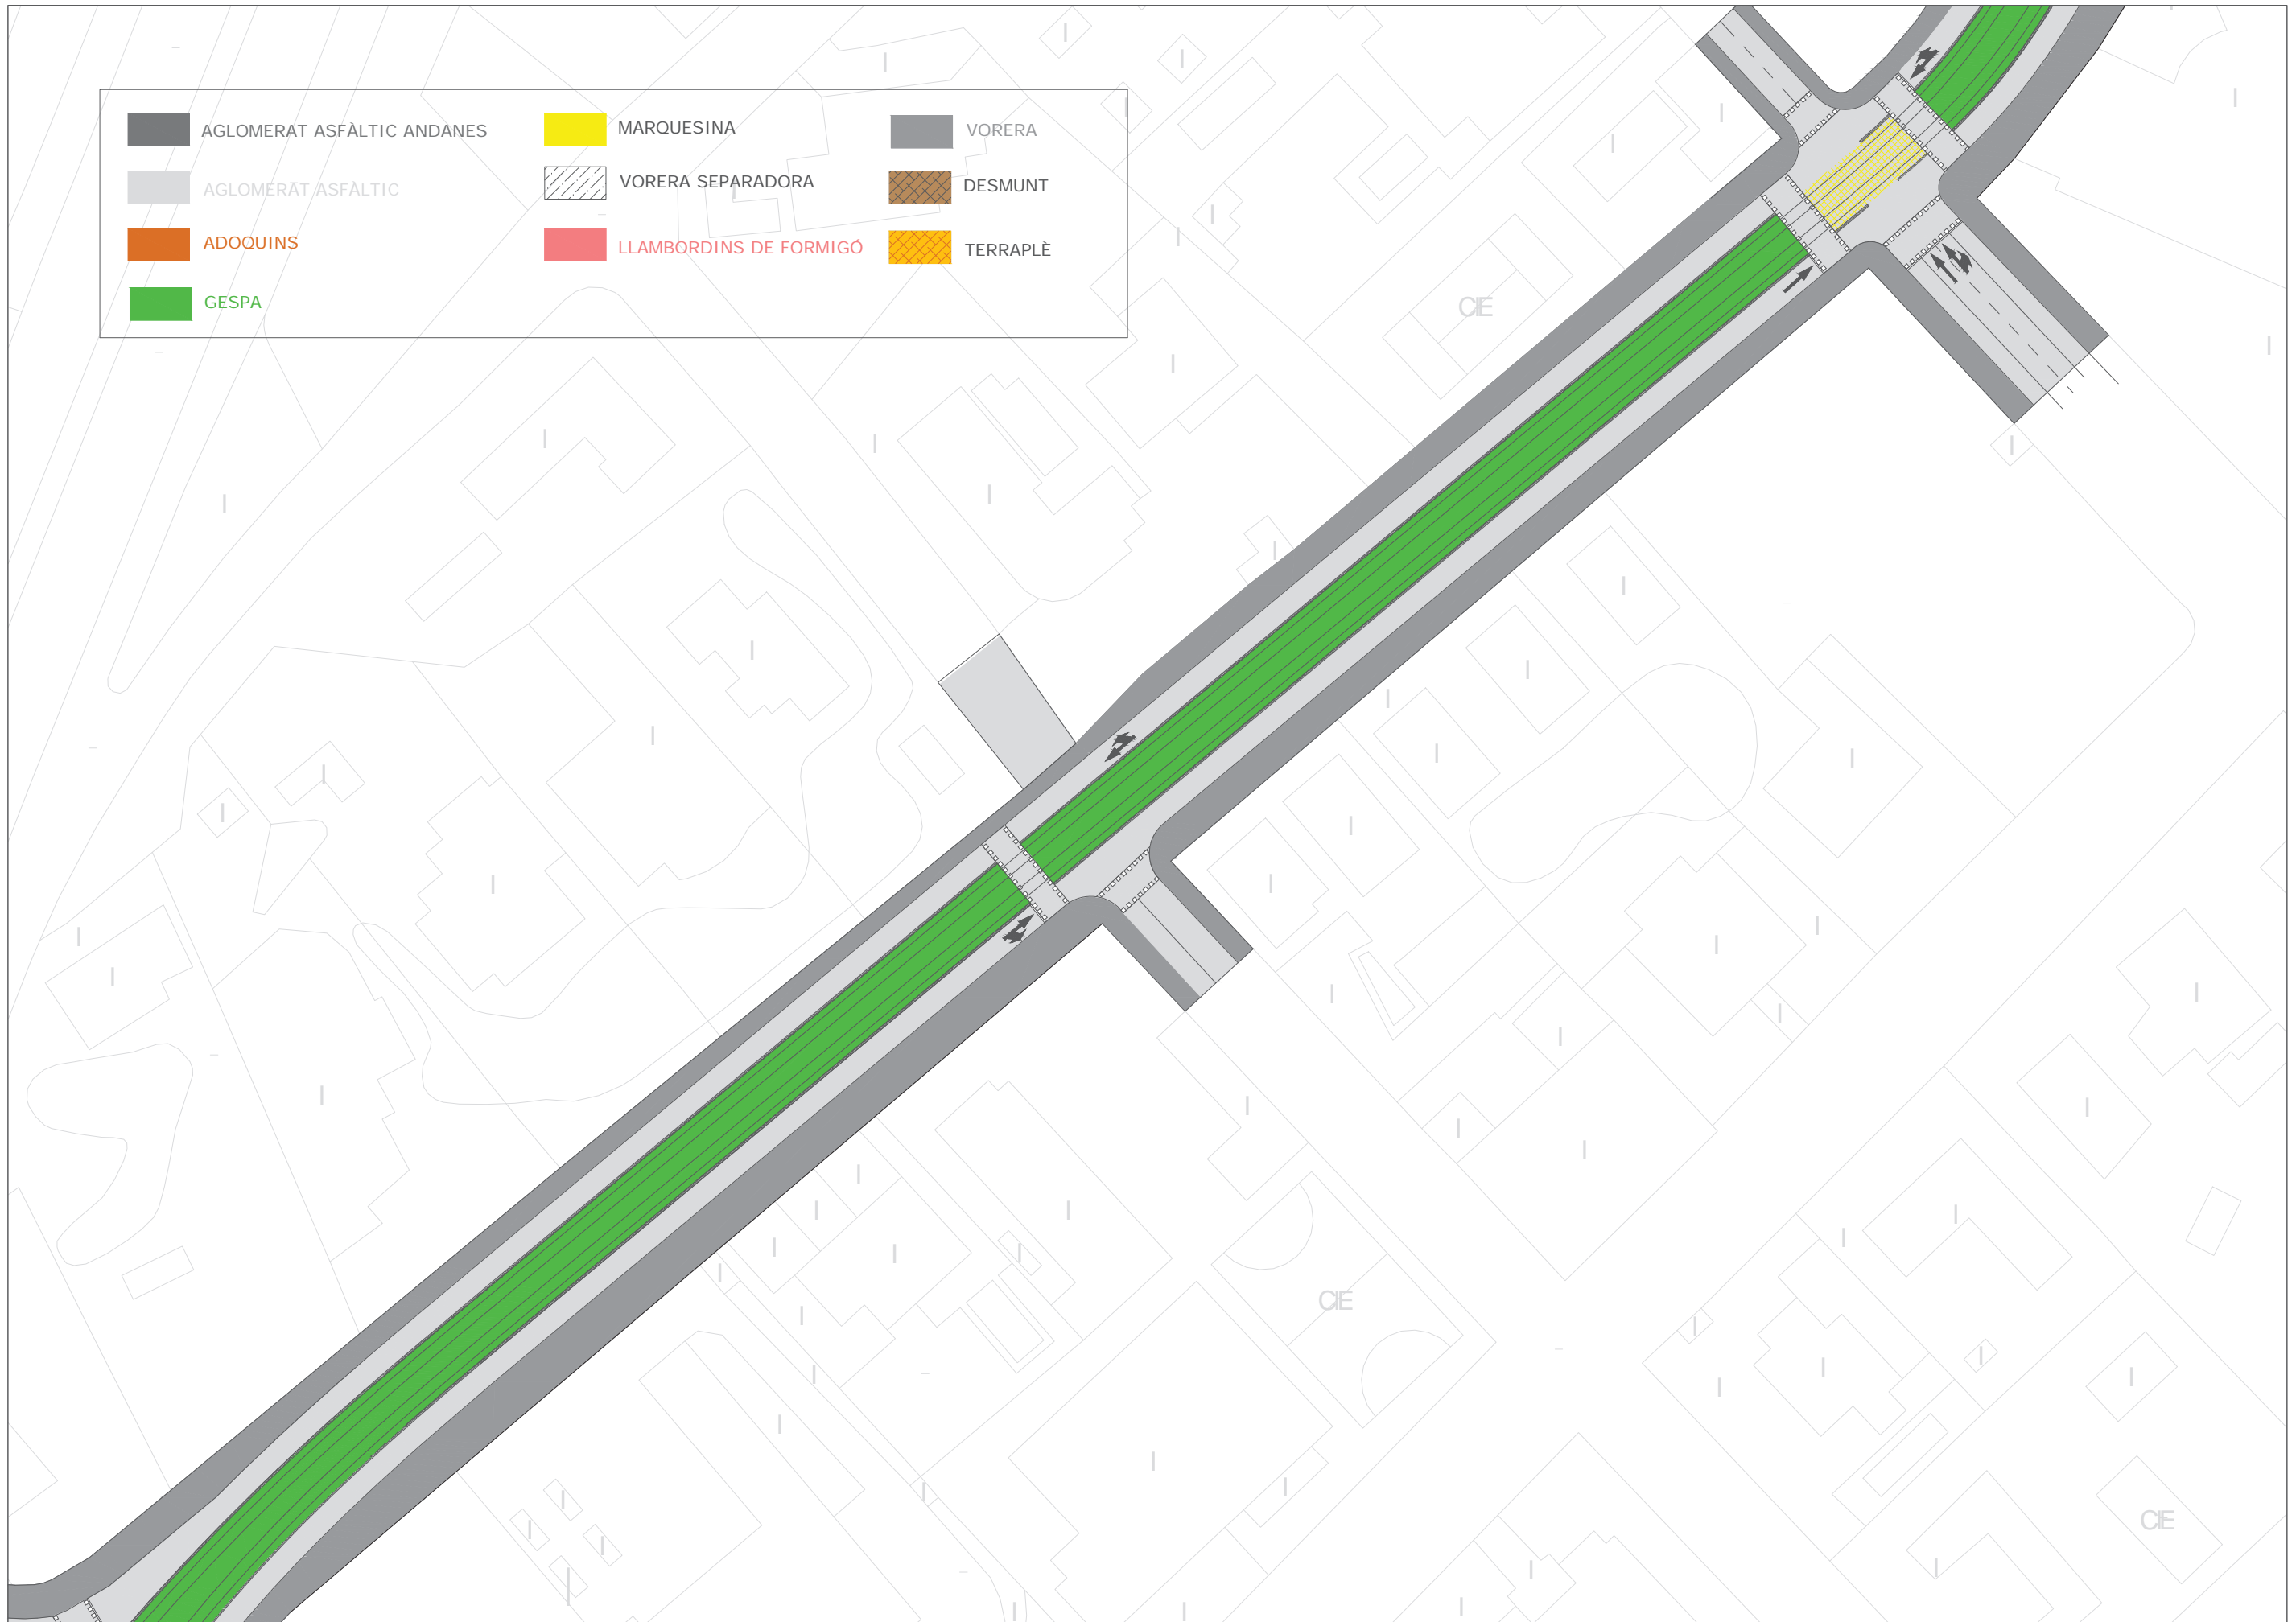 AGLOMERAT ASFÀLTIC ANDANES
AGLOMERAT ASFÀLTIC
ADOQUINS
GESPA
MARQUESINA
VORERA SEPARADORA
LLAMBORDINS DE FORMIGÓ
VORERA
DESMUNT
TERRAPLÈ
CIE
CIE
CIE